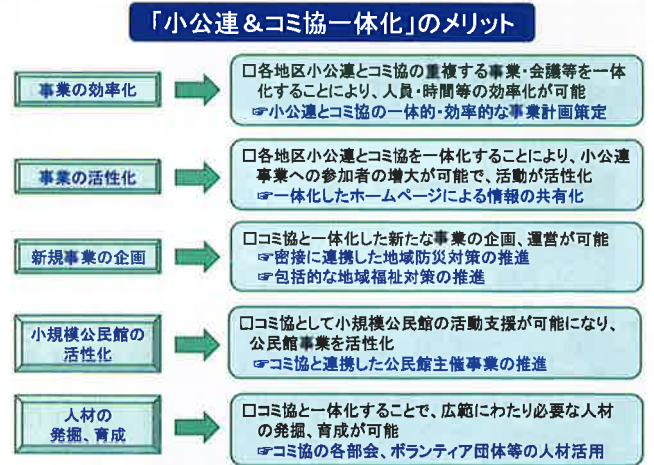 「小公連＆コミ協一体化」のメリット
事業の効率化
□各地区小公連とコミ協の重複する事業・会議等を一体
化することにより、人員・時間等の効率化が可能
☞小公連とコミ協の一体的・効率的な事業計画策定
事業の活性化
□各地区小公連とコミ協を一体化することにより、小公連
事業への参加者の増大が可能で、活動が活性化
☞一体化したホームページによる情報の共有化
新規事業の企画
□コミ協と一体化した新たな事業の企画、運営が可能
☞密接に連携した地域防災対策の推進
☞包括的な地域福祉対策の推進
小規模公民館の
活性化
□コミ協として小規模公民館の活動支援が可能になり、
公民館事業を活性化
☞コミ協と連携した公民館主催事業の推進
人材の
発掘、育成
□コミ協と一体化することで、広範にわたり必要な人材
の発掘、育成が可能
☞コミ協の各部会、ボランティア団体等の人材活用